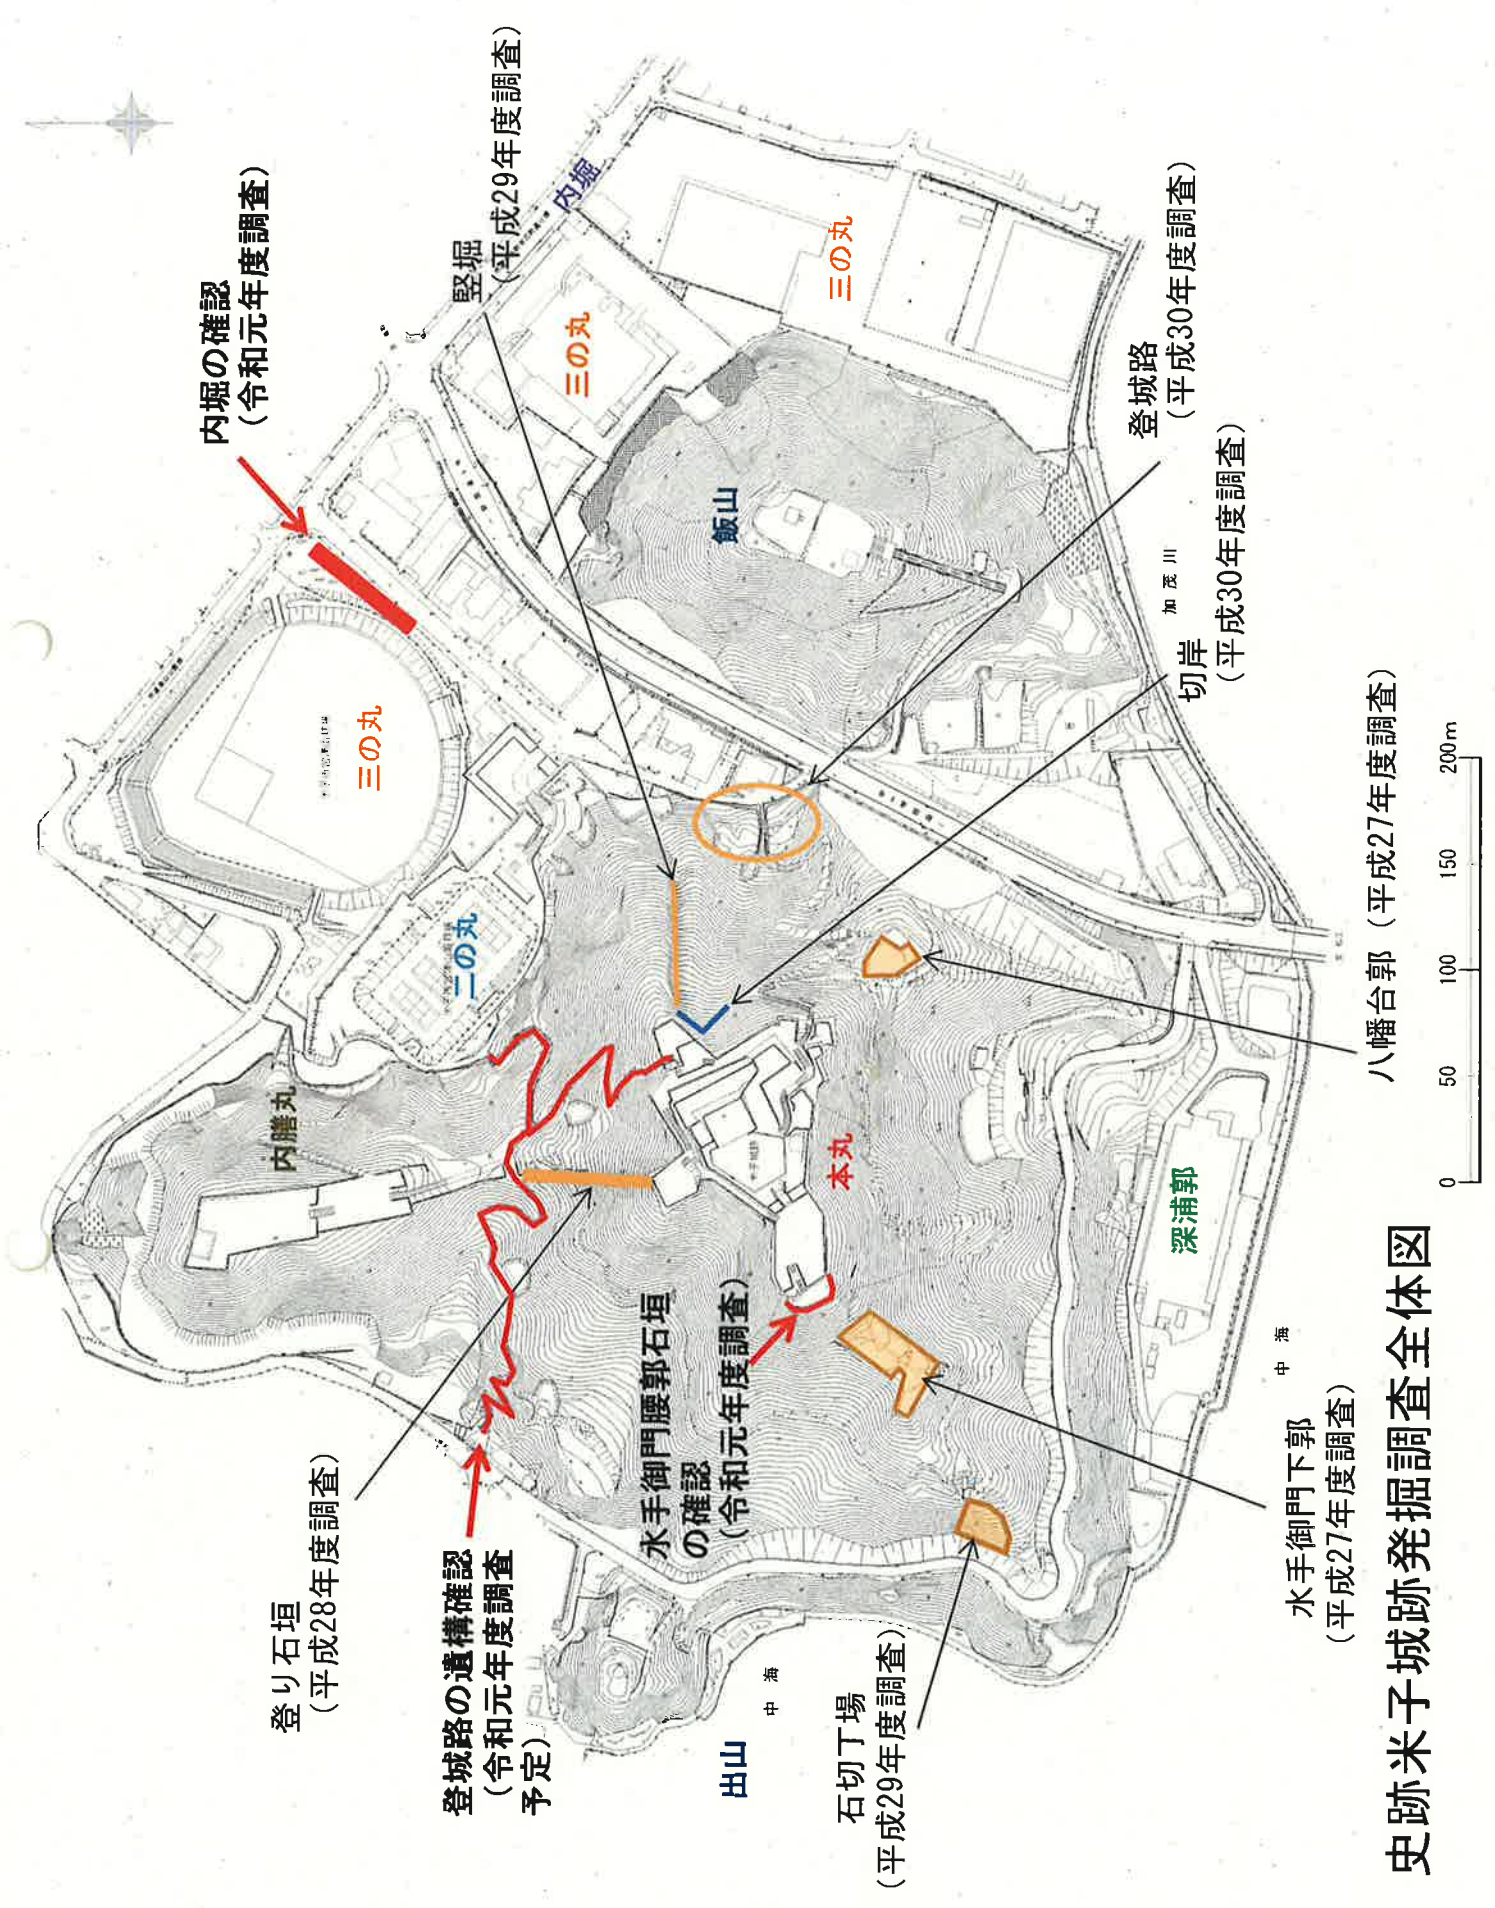 史跡米子城跡発掘調査全体図
登り石垣
（平成28年度調査）
登城路の遺構確認
（令和元年度調査
予定）
内堀の確認
（令和元年度調査）
竪堀
（平成29年度調査）
内堀
三の丸
三の丸
三の丸
二の丸
内膳丸
飯山
本丸
水手御門腰郭石垣
の確認
（令和元年度調査）
登城路
（平成30年度調査）
切岸
（平成30年度調査）
加茂川
八幡台郭（平成27年度調査）
深浦郭
中海
中海
出山
石切丁場
（平成29年度調査）
水手御門下郭
（平成27年度調査）
0 50 100 150 200m